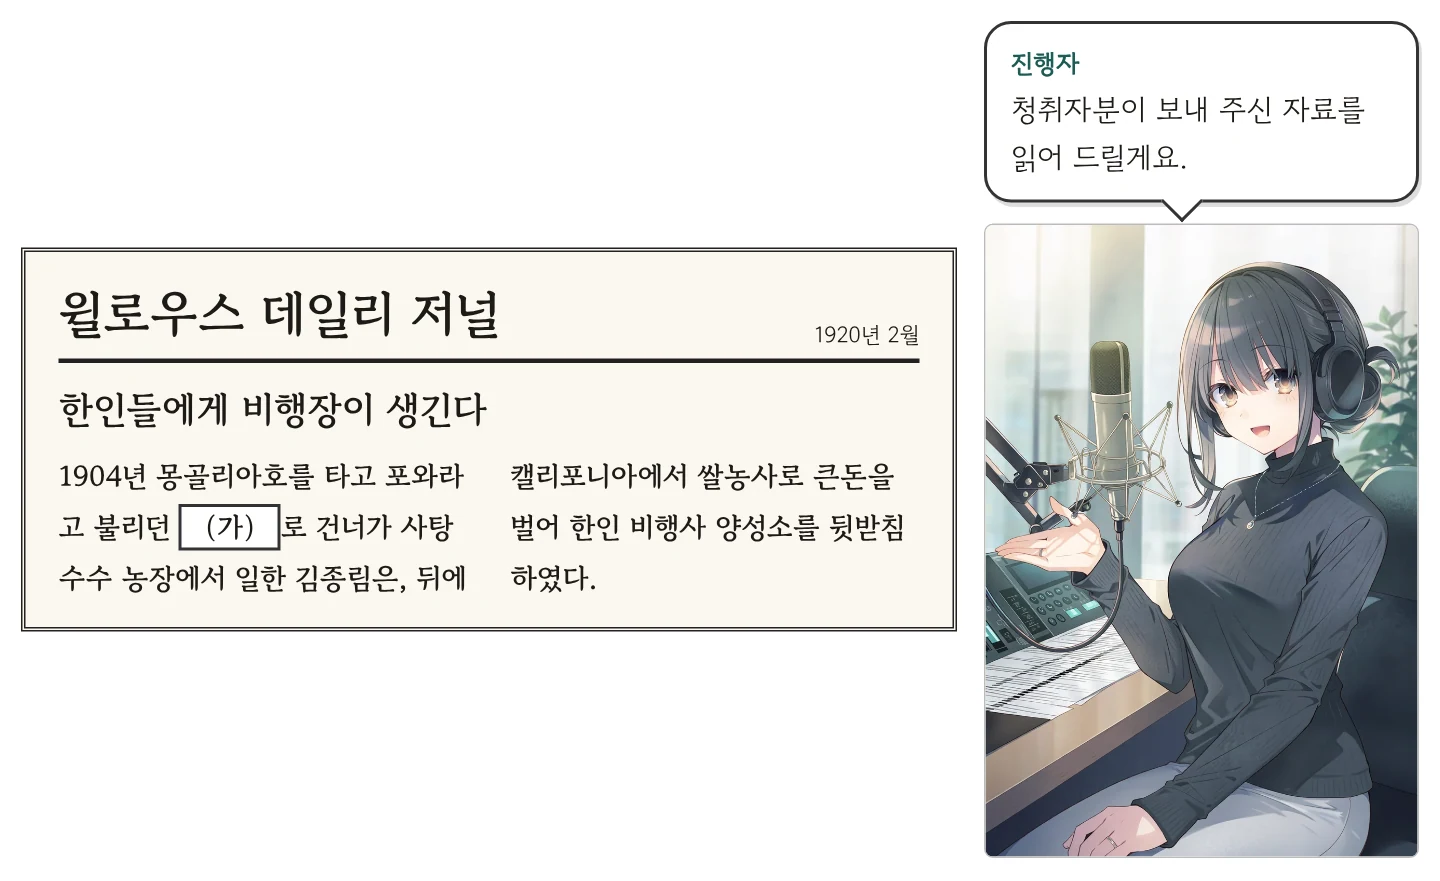 진행자
청취자분이 보내 주신 자료를
읽어 드릴게요.
윌로우스 데일리 저널
1920년 2월
한인들에게 비행장이 생긴다
1904년 몽골리아호를 타고 포와라
고 불리던 (가)로 건너가 사탕
수수 농장에서 일한 김종림은, 뒤에
캘리포니아에서 쌀농사로 큰돈을
벌어 한인 비행사 양성소를 뒷받침
하였다.